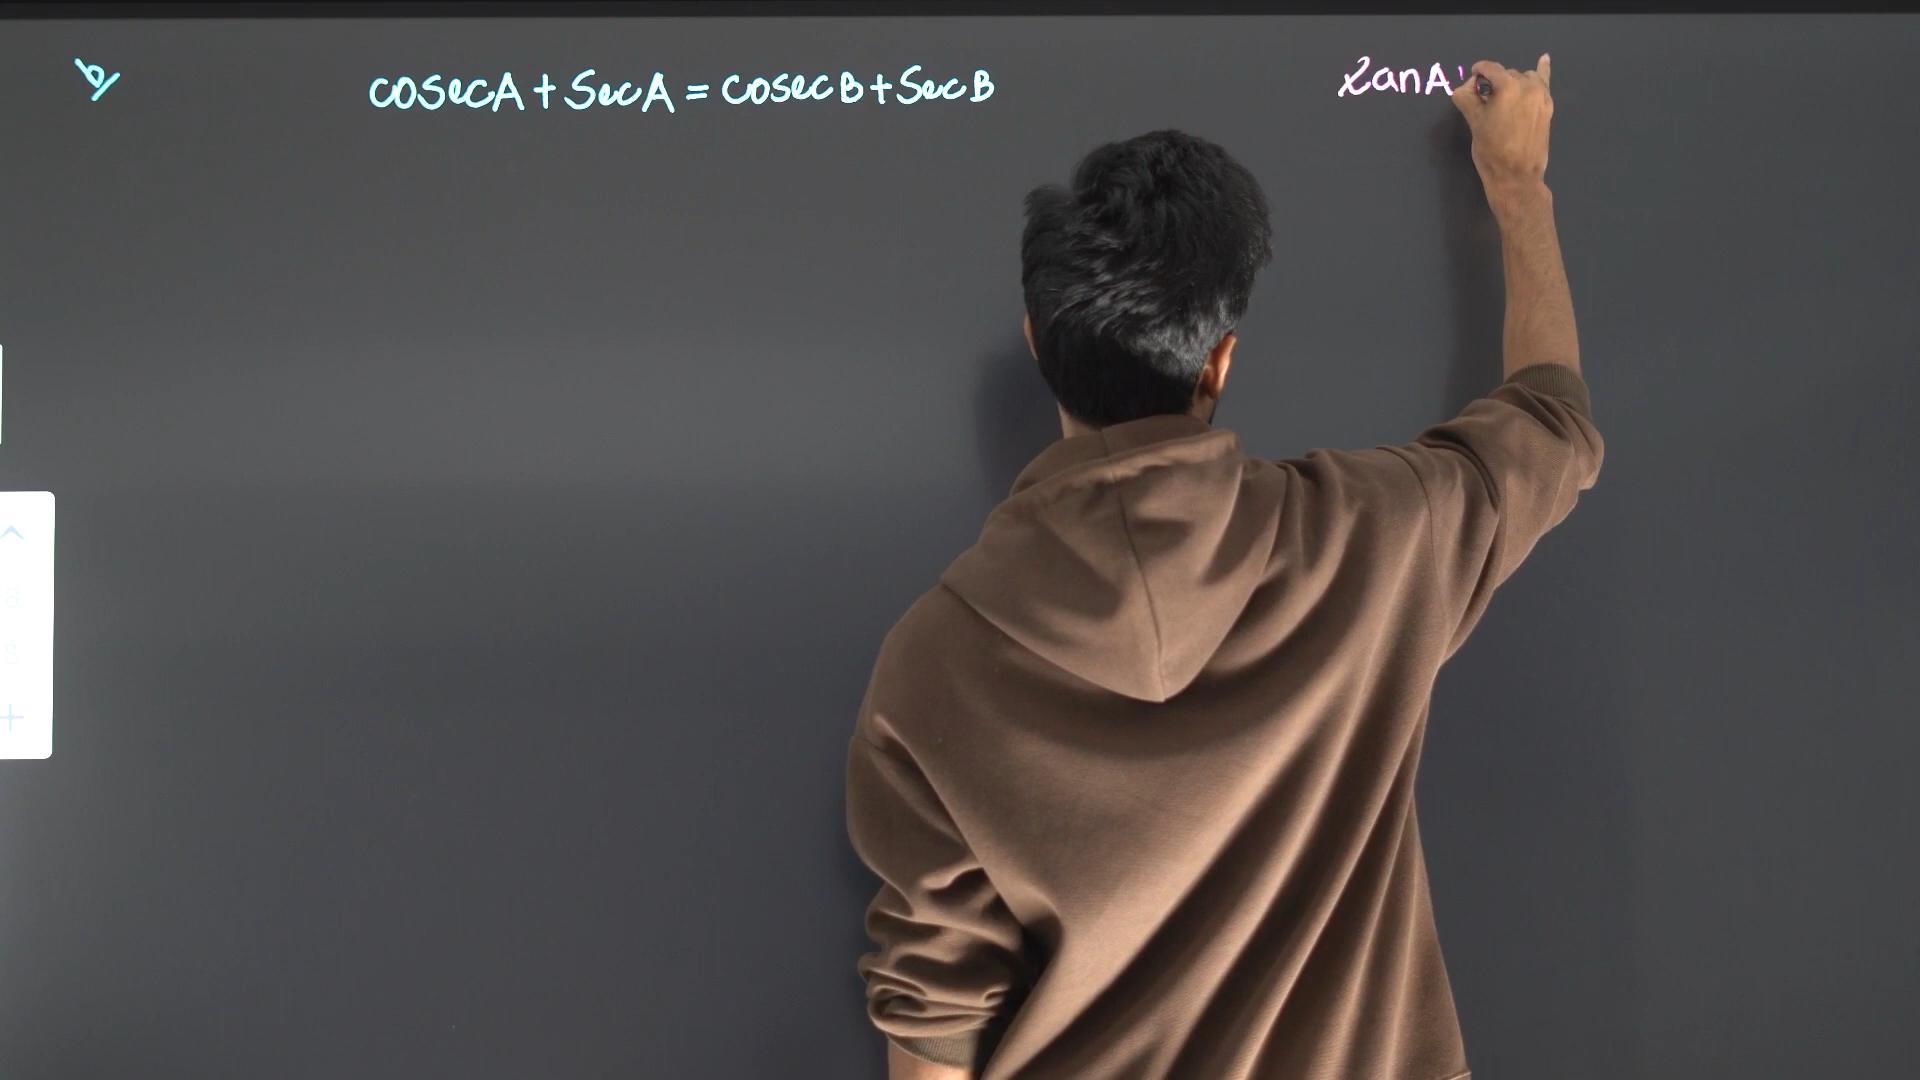 cosecA + SecA = cosecB + SecB
tanA